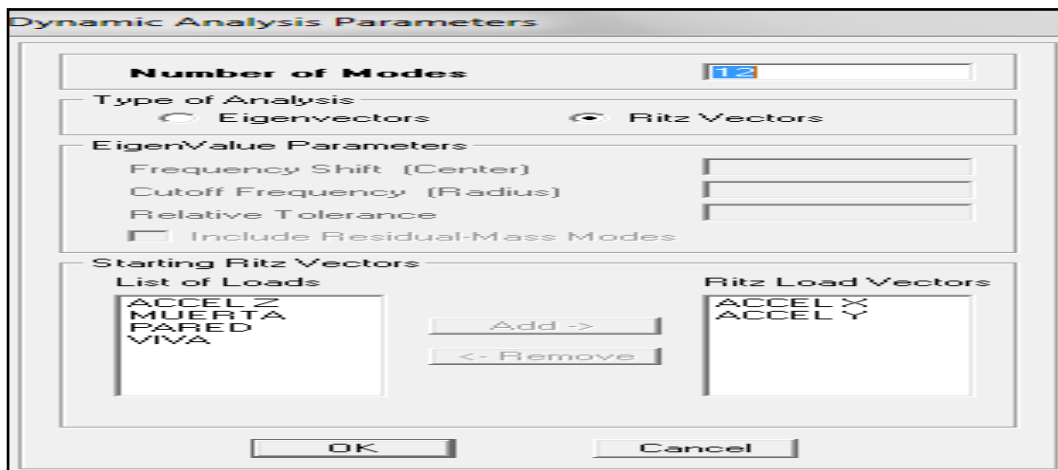 Dynamic Analysis Parameters
Number of Modes 12
Type of Analysis
Eigenvectors Ritz Vectors
EigenValue Parameters
Frequency Shift (Center)
Cutoff Frequency (Radius)
Relative Tolerance
Include Residual-Mass Modes
Starting Ritz Vectors
List of Loads
ACCEL Z
MUERTA
PARED
VIVA
Add ->
<- Remove
Ritz Load Vectors
ACCEL X
ACCEL Y
OK Cancel